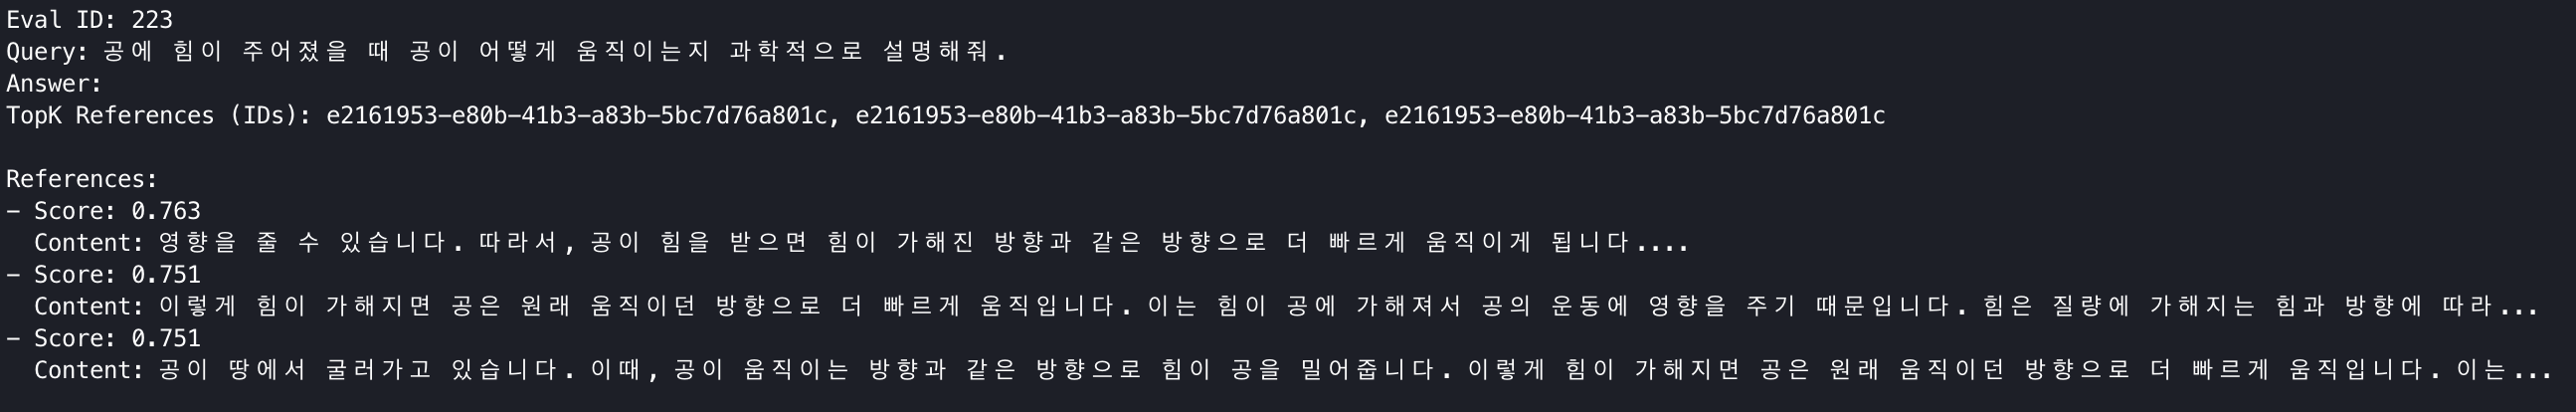 Eval ID: 223
Query: 공에 힘이 주어졌을 때 공이 어떻게 움직이는지 과학적으로 설명해줘.
Answer:
TopK References (IDs): e2161953-e80b-41b3-a83b-5bc7d76a801c, e2161953-e80b-41b3-a83b-5bc7d76a801c, e2161953-e80b-41b3-a83b-5bc7d76a801c
References:
- Score: 0.763
Content: 영향을 줄 수 있습니다. 따라서, 공이 힘을 받으면 힘이 가해진 방향과 같은 방향으로 더 빠르게 움직이게 됩니다....
- Score: 0.751
Content: 이렇게 힘이 가해지면 공은 원래 움직이던 방향으로 더 빠르게 움직입니다. 이는 힘이 공에 가해져서 공의 운동에 영향을 주기 때문입니다. 힘은 질량에 가해지는 힘과 방향에 따라...
- Score: 0.751
Content: 공이 땅에서 굴러가고 있습니다. 이때, 공이 움직이는 방향과 같은 방향으로 힘이 공을 밀어줍니다. 이렇게 힘이 가해지면 공은 원래 움직이던 방향으로 더 빠르게 움직입니다. 이는...